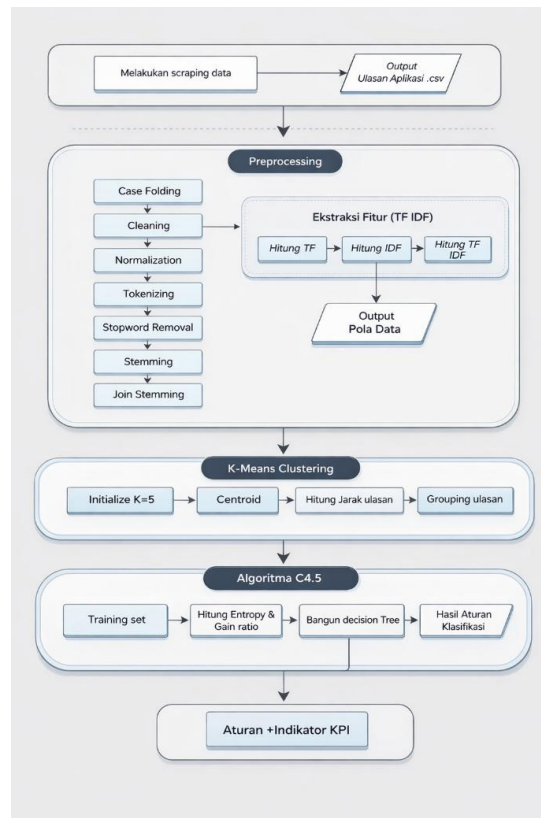 Melakukan scraping data
Output
Ulasan Aplikasi .csv
Preprocessing
Case Folding
Cleaning
Normalization
Tokenizing
Stopword Removal
Stemming
Join Stemming
Ekstraksi Fitur (TF IDF)
Hitung TF
Hitung IDF
Hitung TF
IDF
Output
Pola Data
K-Means Clustering
Initialize K=5
Centroid
Hitung Jarak ulasan
Grouping ulasan
Algoritma C4.5
Training set
Hitung Entropy &
Gain ratio
Bangun decision Tree
Hasil Aturan
Klasifikasi
Aturan +Indikator KPI